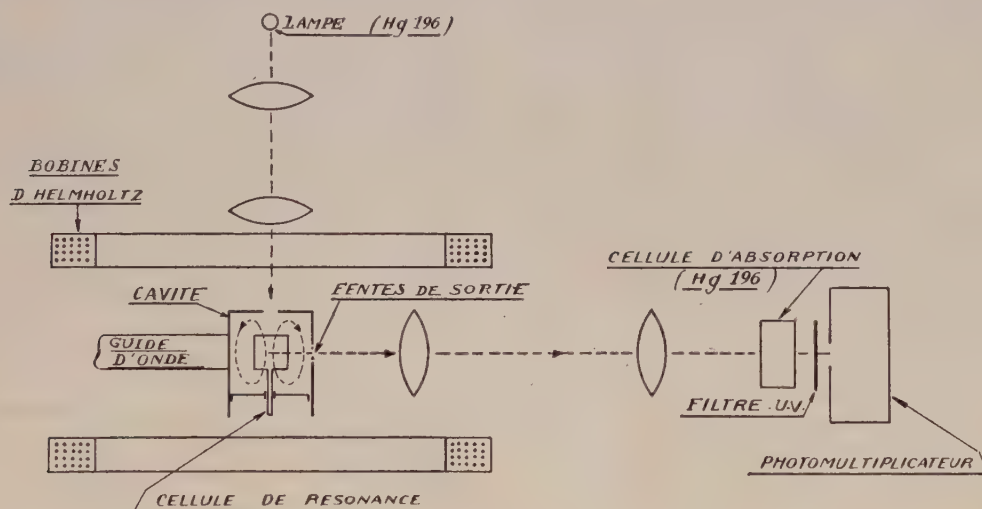 LAMPE (Hg 196)
BOBINES
D HELMHOLTZ
CELLULE D'ABSORPTION
(Hg 196)
CAVITE
FENTES DE SORTIE
GUIDE
D'ONDE
FILTRE U.V.
PHOTOMULTIPLICATEUR
CELLULE DE RESONANCE